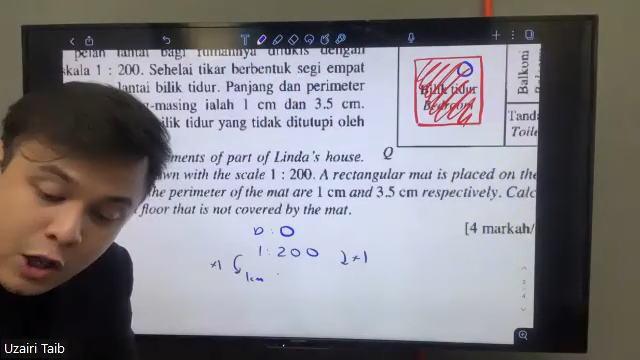 pelan lantai bagi rumahnya dilukis dengan
skala 1 : 200. Sehelai tikar berbentuk segi empat
lantai bilik tidur. Panjang dan perimeter
-masing ialah 1 cm dan 3.5 cm.
bilik tidur yang tidak ditutupi oleh
Bilik tidur
Bedroom
Balkoni
Tanda
Toile
Q
ments of part of Linda's house.
wn with the scale 1 : 200. A rectangular mat is placed on the
he perimeter of the mat are 1 cm and 3.5 cm respectively. Calc
floor that is not covered by the mat.
[4 markah/
D : O
1 : 200
×1
×1
1cm
Uzairi Taib